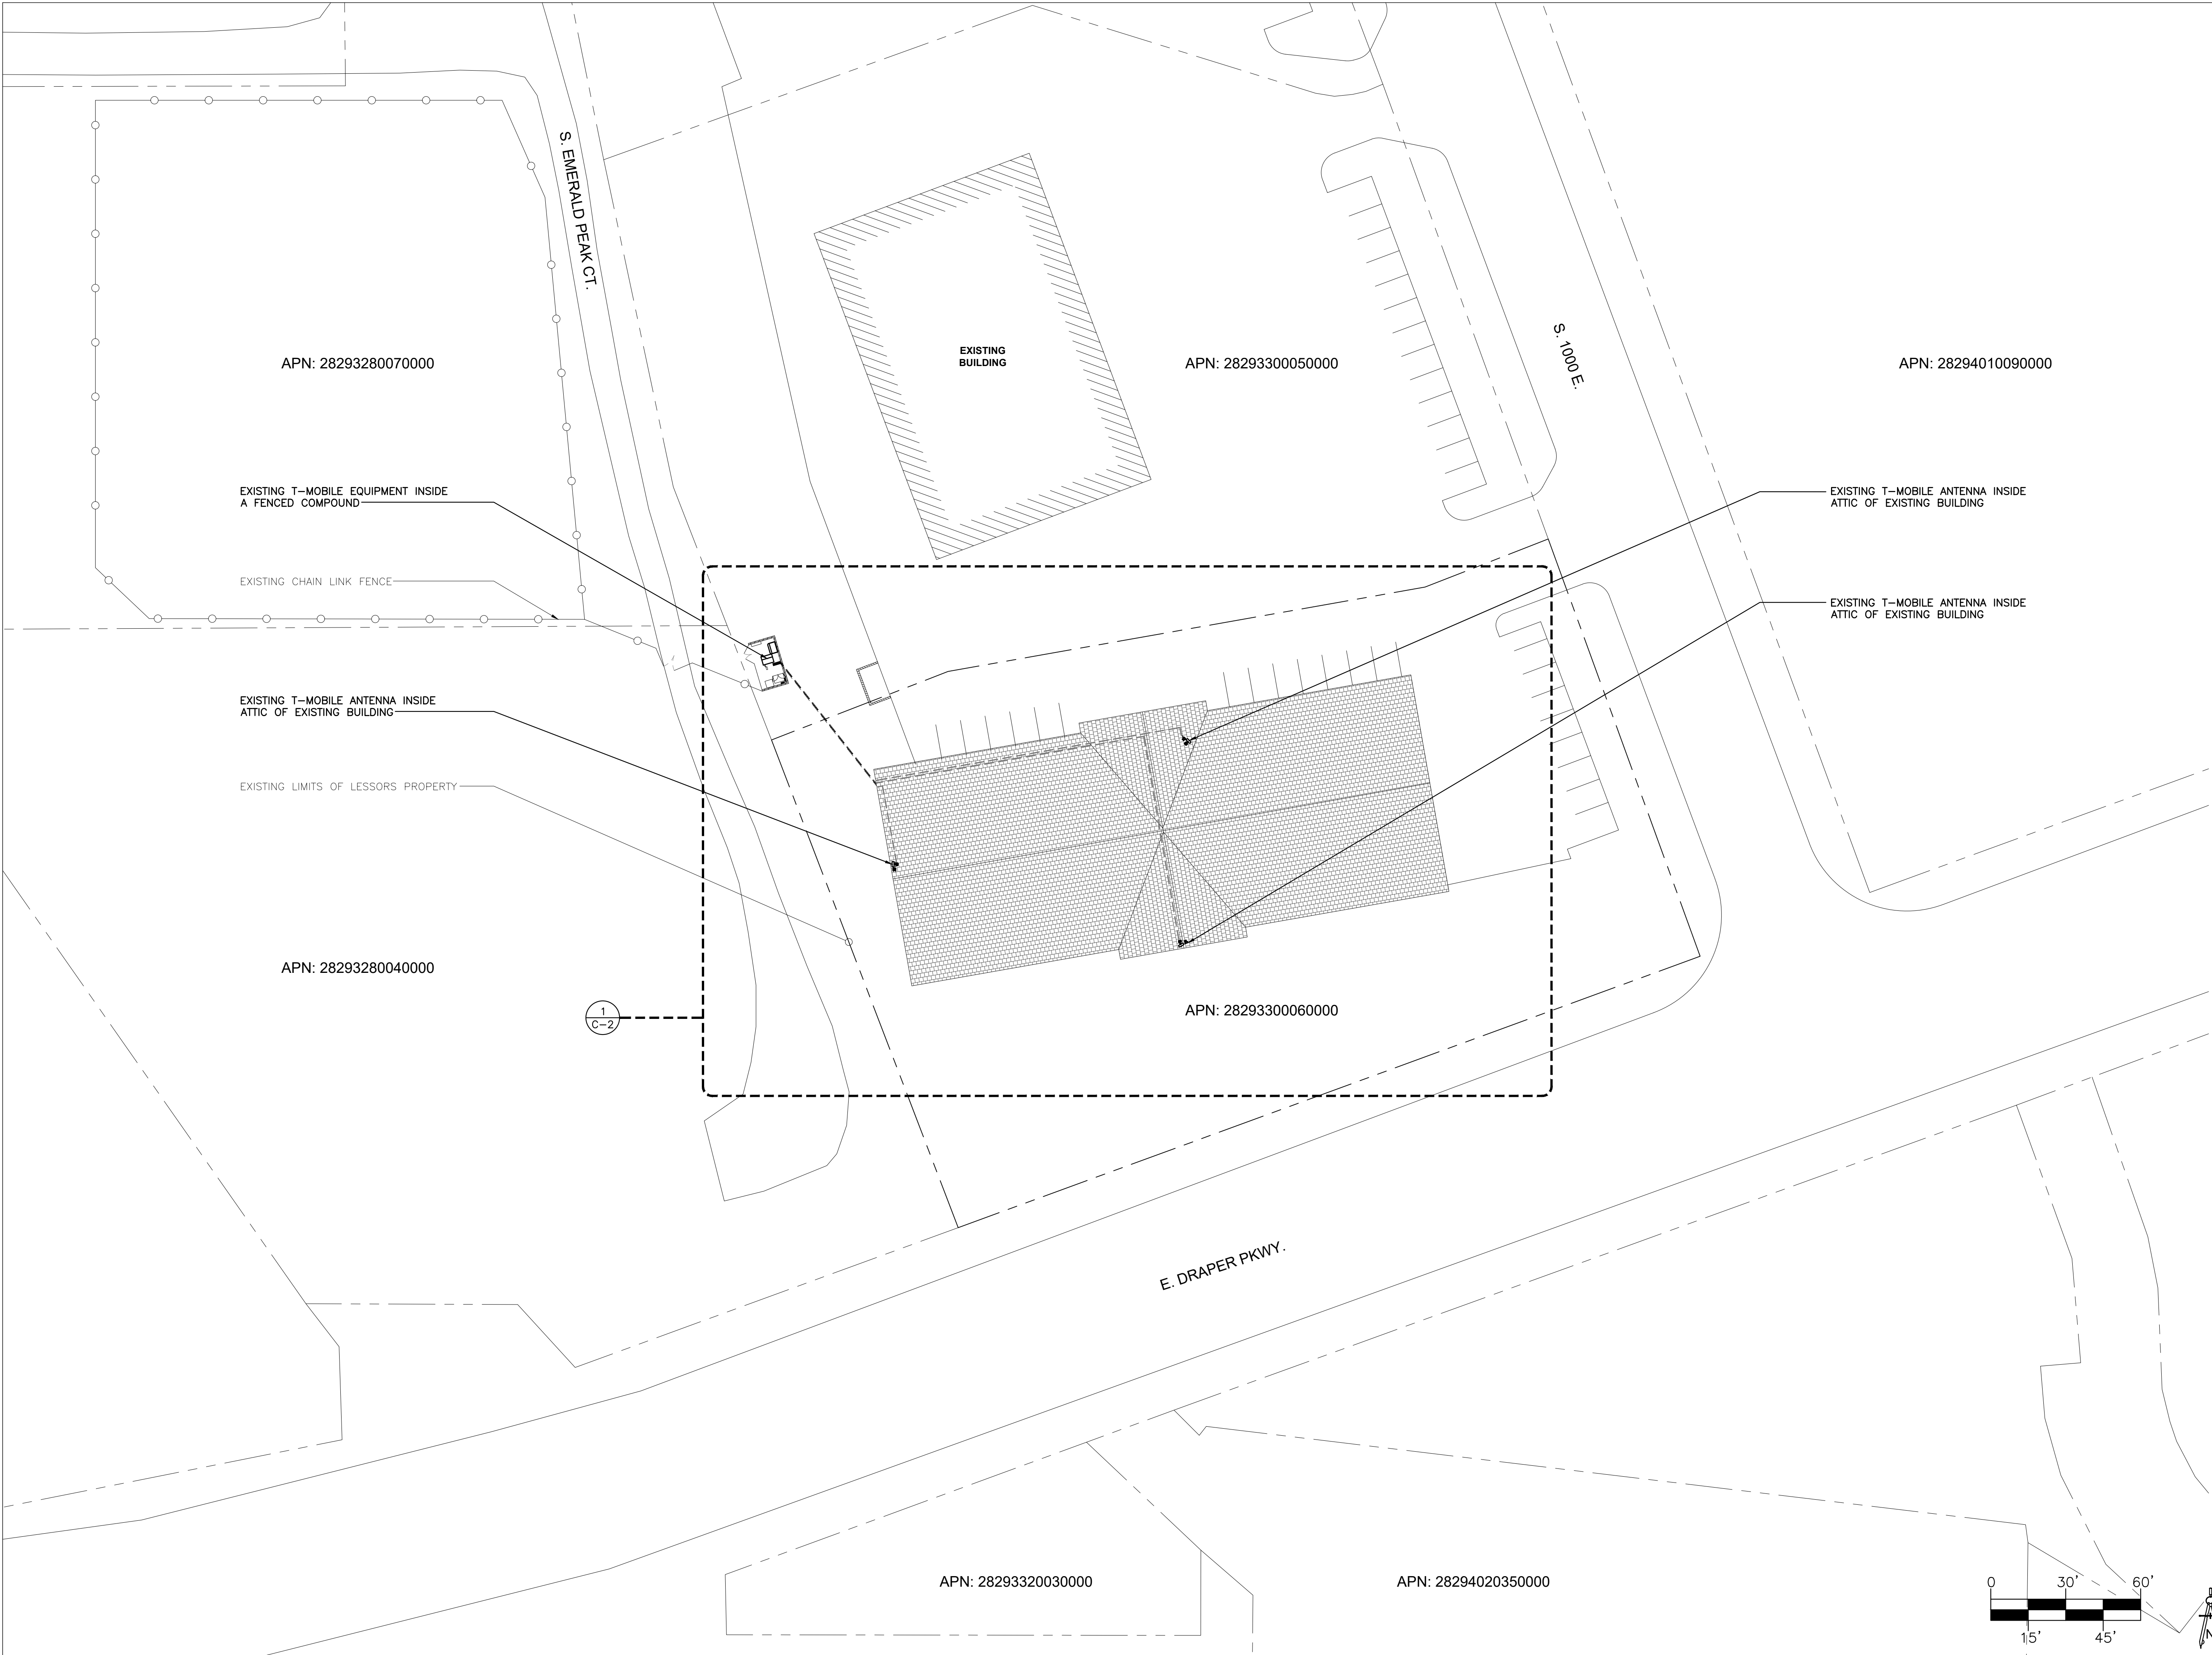 S. EMERALD PEAK CT.
APN: 28293280070000
EXISTING
BUILDING
APN: 28293300050000
S. 1000 E.
APN: 28294010090000
EXISTING T-MOBILE EQUIPMENT INSIDE
A FENCED COMPOUND
EXISTING T-MOBILE ANTENNA INSIDE
ATTIC OF EXISTING BUILDING
EXISTING CHAIN LINK FENCE
EXISTING T-MOBILE ANTENNA INSIDE
ATTIC OF EXISTING BUILDING
EXISTING T-MOBILE ANTENNA INSIDE
ATTIC OF EXISTING BUILDING
EXISTING LIMITS OF LESSORS PROPERTY
APN: 28293280040000
1
C-2
APN: 28293300060000
E. DRAPER PKWY.
APN: 28293320030000
APN: 28294020350000
0 30' 60'
15' 45'
N